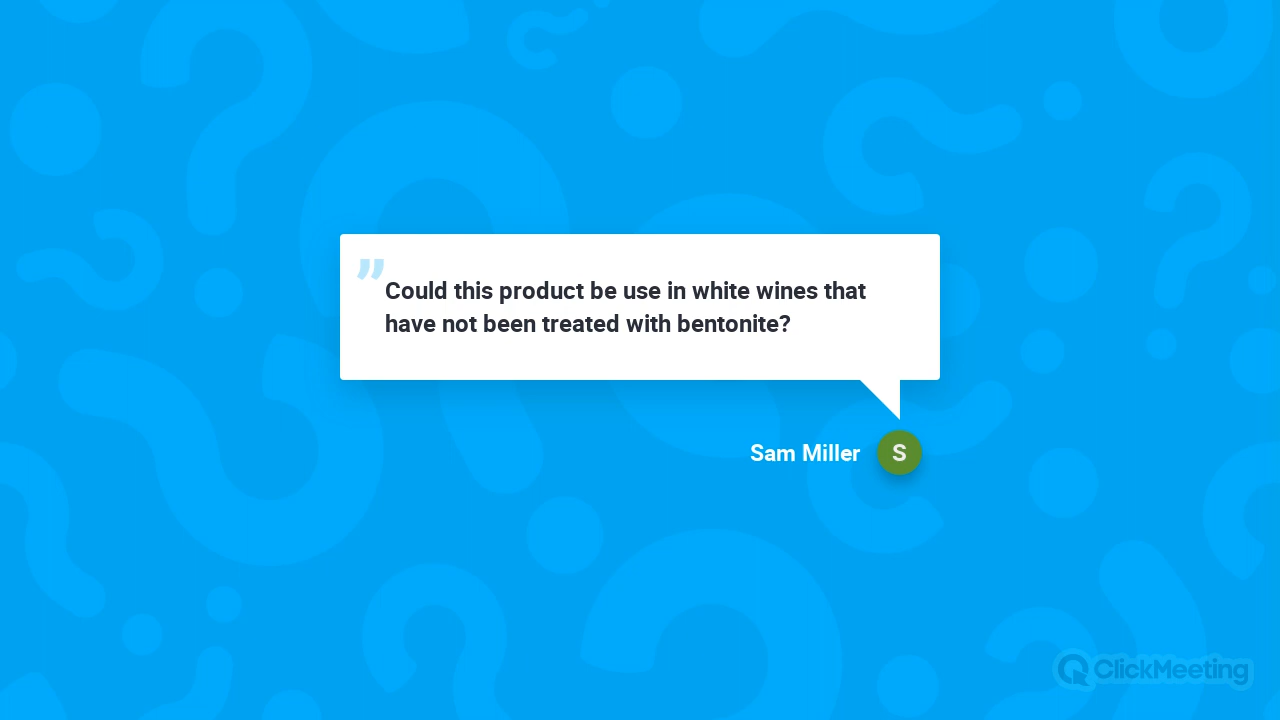 Could this product be use in white wines that
have not been treated with bentonite?
Sam Miller
S
ClickMeeting